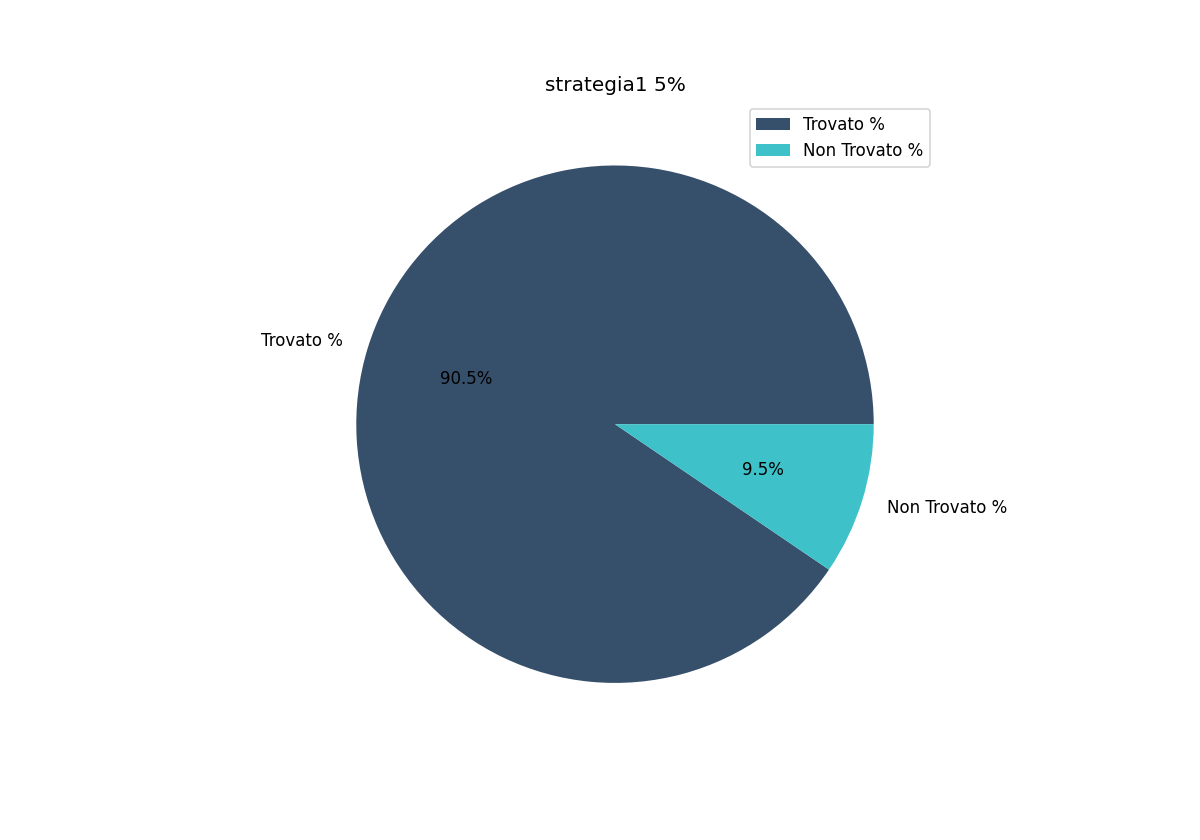 strategia1 5%
Trovato %
Non Trovato %
Trovato %
90.5%
9.5%
Non Trovato %